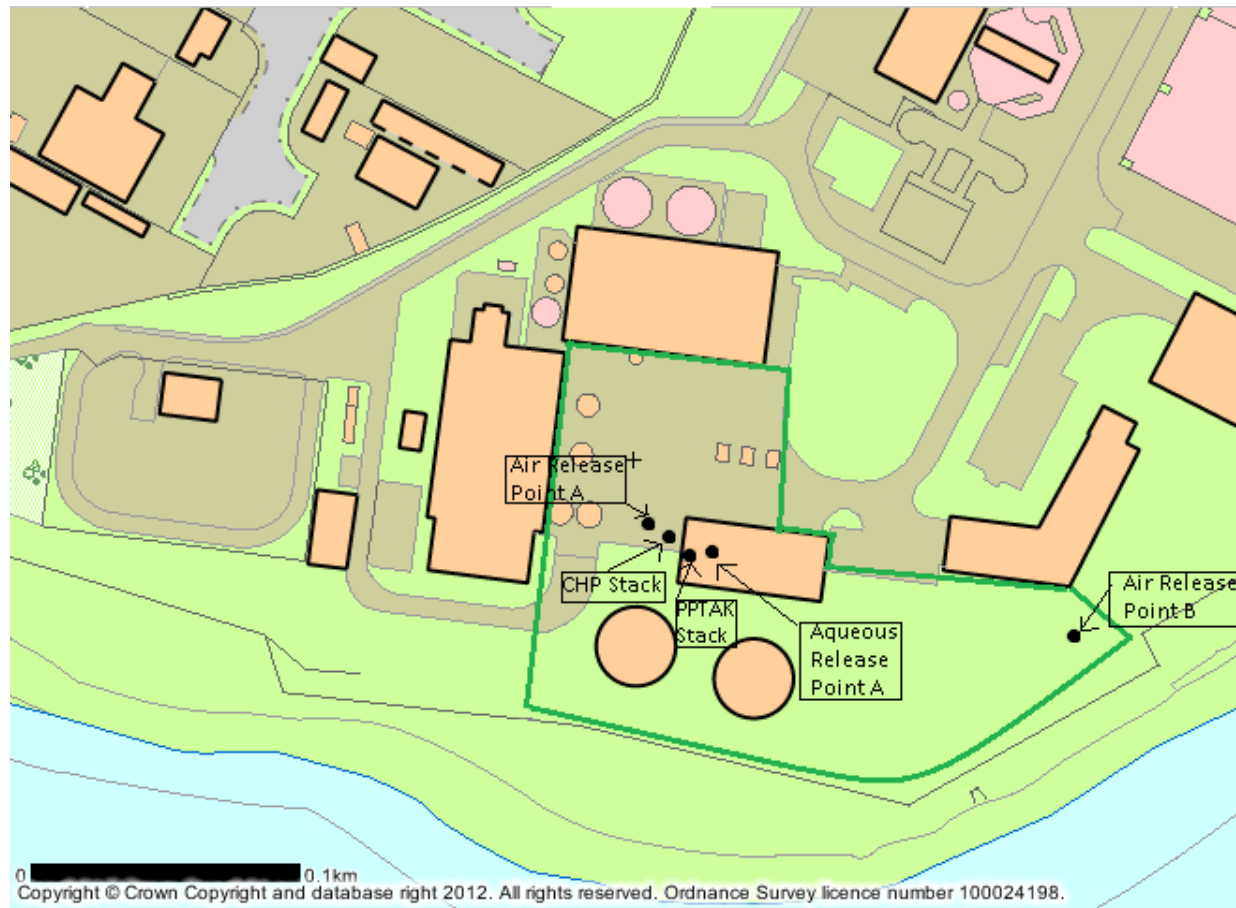 Air Release
Point A
CHP Stack
PPTAK
Stack
Aqueous
Release
Point A
Air Release
Point B
0
0.1km
Copyright © Crown Copyright and database right 2012. All rights reserved. Ordnance Survey licence number 100024198.